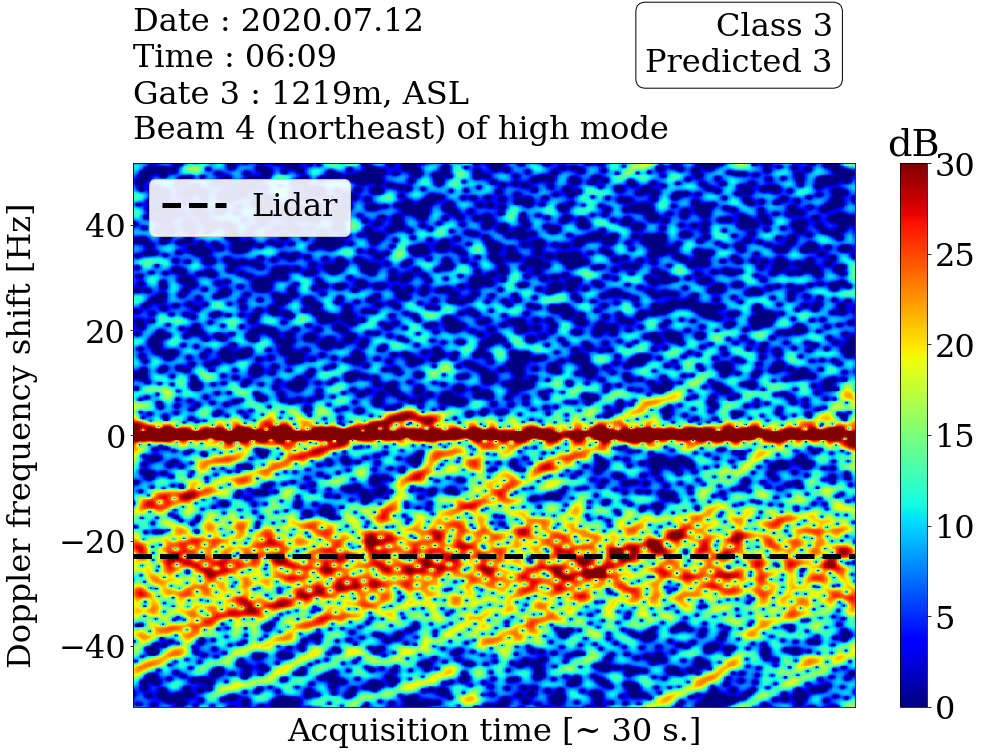 Date : 2020.07.12
Time : 06:09
Gate 3 : 1219m, ASL
Beam 4 (northeast) of high mode
Class 3
Predicted 3
dB
Lidar
Doppler frequency shift [Hz]
40
20
0
−20
−40
30
25
20
15
10
5
0
Acquisition time [~ 30 s.]